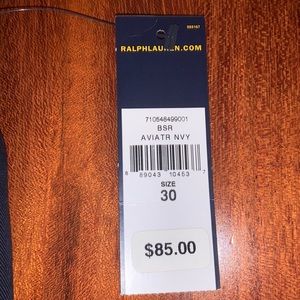 RALPHLAUREN.COM
710548499001
BSR
AVIATR NVY
SIZE
30
$85.00